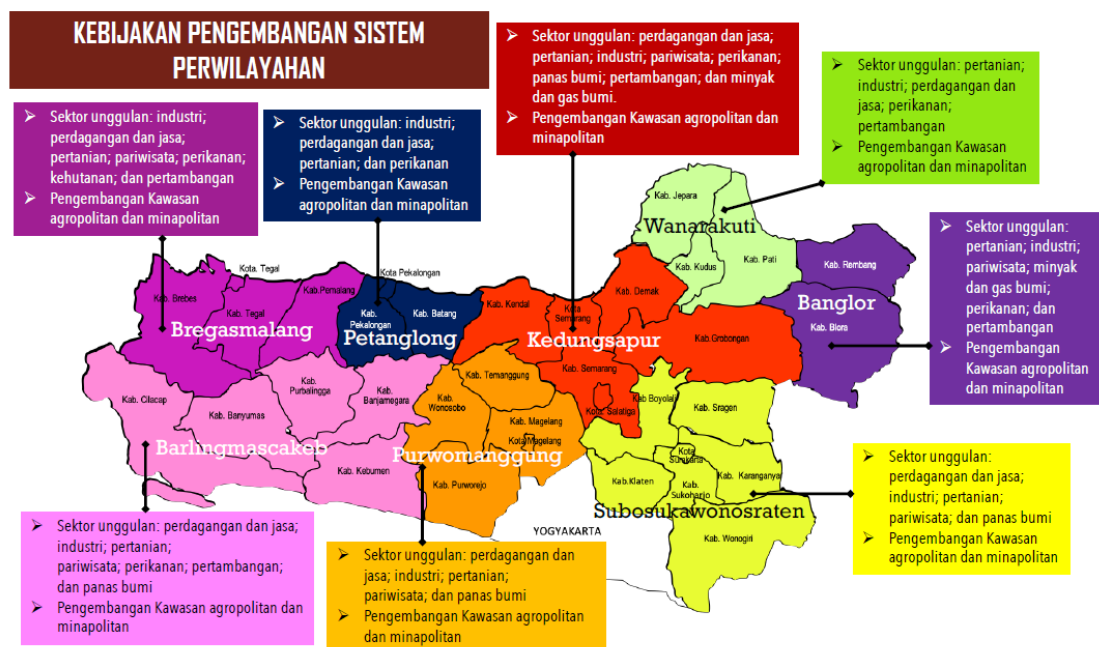 KEBIJAKAN PENGEMBANGAN SISTEM
PERWILAYAHAN
➢ Sektor unggulan: perdagangan dan jasa;
pertanian; industri; pariwisata; perikanan;
panas bumi; pertambangan; dan minyak
dan gas bumi.
➢ Pengembangan Kawasan agropolitan dan
minapolitan
➢ Sektor unggulan: pertanian;
industri; perdagangan dan
jasa; perikanan;
pertambangan
➢ Pengembangan Kawasan
agropolitan dan minapolitan
➢ Sektor unggulan: industri;
perdagangan dan jasa;
pertanian; pariwisata; perikanan;
kehutanan; dan pertambangan
➢ Pengembangan Kawasan
agropolitan dan minapolitan
➢ Sektor unggulan: industri;
perdagangan dan jasa;
pertanian; dan perikanan
➢ Pengembangan Kawasan
agropolitan dan minapolitan
➢ Sektor unggulan:
pertanian; industri;
pariwisata; minyak
dan gas bumi;
perikanan; dan
pertambangan
➢ Pengembangan
Kawasan agropolitan
dan minapolitan
Kab. Jepara
Wanarakuti
Kab. Kudus
Kab. Pati
Kab. Rembang
Banglor
Kab. Blora
Kota. Tegal
Kota Pekalongan
Kab. Brebes
Kab. Tegal
Kab. Pemalang
Bregasmalang
Kab.
Pekalongan
Kab. Batang
Petanglong
Kab. Kendal
Kota
Semarang
Kab. Demak
Kedungsapur
Kab.Grobongan
Kab. Semarang
Kota. Salatiga
Kab. Cilacap
Kab. Banyumas
Kab.
Purbalingga
Kab.
Banjarnegara
Barlingmascakeb
Kab. Kebumen
Kab. Temanggung
Kab.
Wonosobo
Kab. Magelang
Kota Magelang
Purwomanggung
Kab. Purworejo
Kab Boyolali
Kab. Sragen
Kota
Surakarta
Kab. Karanganyar
Kab.Klaten
Kab.
Sukoharjo
Subosukawonosraten
Kab. Wonogiri
YOGYAKARTA
➢ Sektor unggulan:
perdagangan dan jasa;
industri; pertanian;
pariwisata; dan panas bumi
➢ Pengembangan Kawasan
agropolitan dan minapolitan
➢ Sektor unggulan: perdagangan dan jasa;
industri; pertanian;
pariwisata; perikanan; pertambangan;
dan panas bumi
➢ Pengembangan Kawasan agropolitan dan
minapolitan
➢ Sektor unggulan: perdagangan dan
jasa; industri; pertanian;
pariwisata; dan panas bumi
➢ Pengembangan Kawasan agropolitan
dan minapolitan